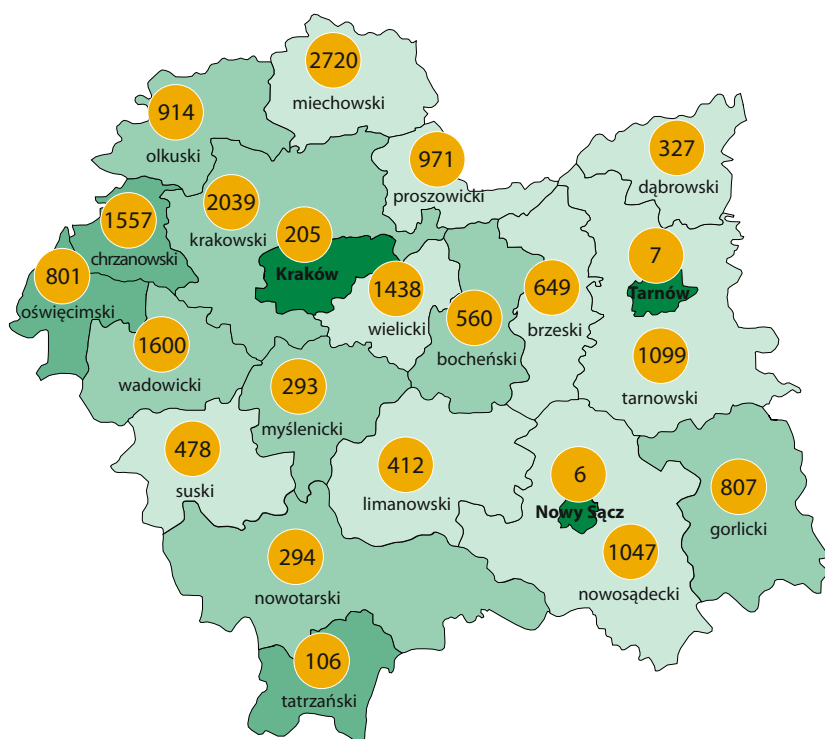 2720
miechowski
914
olkuski
971
proszowicki
327
dąbrowski
2039
krakowski
1557
chrzanowski
205
Kraków
801
oświęcimski
1438
wielicki
560
bocheński
649
brzeski
7
Tarnów
1099
tarnowski
1600
wadowicki
293
myślenicki
478
suski
412
limanowski
6
Nowy Sącz
807
gorlicki
1047
nowosądecki
294
nowotarski
106
tatrzański